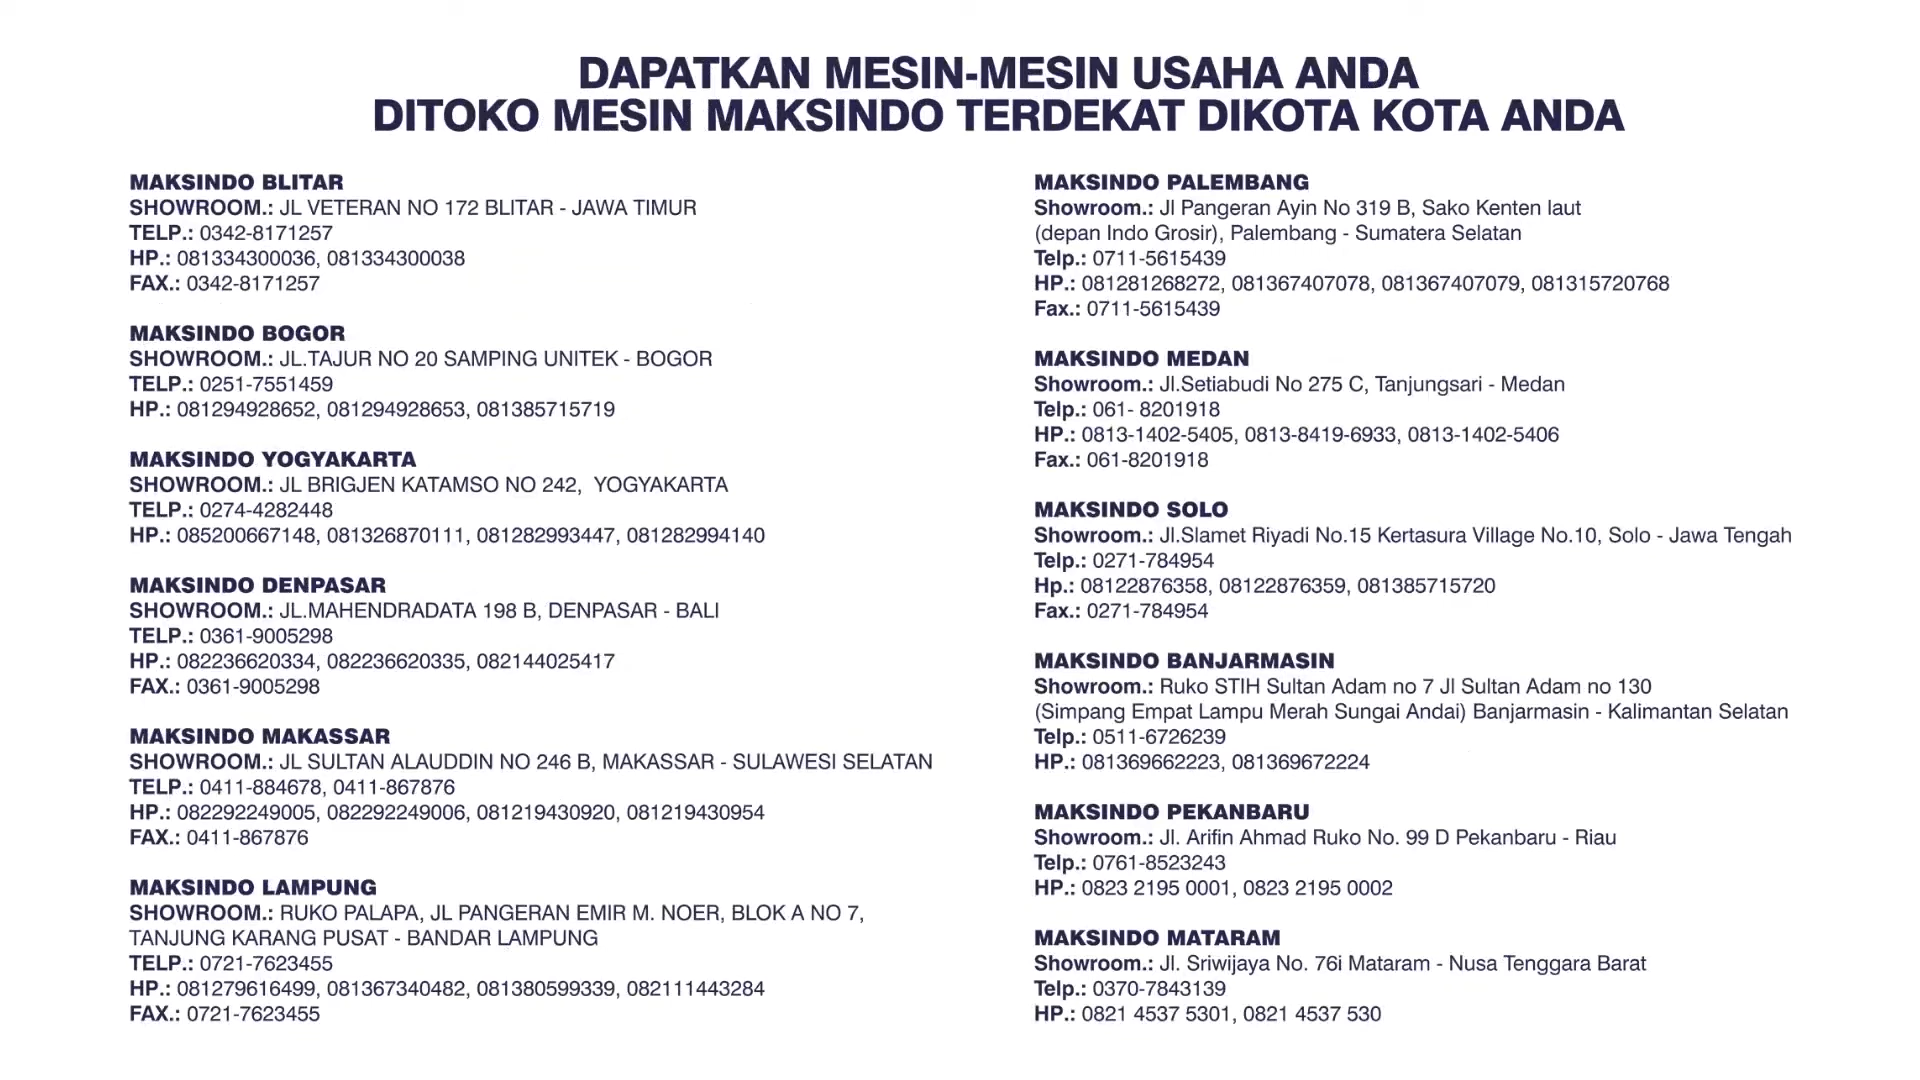 DAPATKAN MESIN-MESIN USAHA ANDA
DITOKO MESIN MAKSINDO TERDEKAT DIKOTA KOTA ANDA
MAKSINDO BLITAR
SHOWROOM.: JL VETERAN NO 172 BLITAR - JAWA TIMUR
TELP.: 0342-8171257
HP.: 081334300036, 081334300038
FAX.: 0342-8171257
MAKSINDO BOGOR
SHOWROOM.: JL.TAJUR NO 20 SAMPING UNITEK - BOGOR
TELP.: 0251-7551459
HP.: 081294928652, 081294928653, 081385715719
MAKSINDO YOGYAKARTA
SHOWROOM.: JL BRIGJEN KATAMSO NO 242,  YOGYAKARTA
TELP.: 0274-4282448
HP.: 085200667148, 081326870111, 081282993447, 081282994140
MAKSINDO DENPASAR
SHOWROOM.: JL.MAHENDRADATA 198 B, DENPASAR - BALI
TELP.: 0361-9005298
HP.: 082236620334, 082236620335, 082144025417
FAX.: 0361-9005298
MAKSINDO MAKASSAR
SHOWROOM.: JL SULTAN ALAUDDIN NO 246 B, MAKASSAR - SULAWESI SELATAN
TELP.: 0411-884678, 0411-867876
HP.: 082292249005, 082292249006, 081219430920, 081219430954
FAX.: 0411-867876
MAKSINDO LAMPUNG
SHOWROOM.: RUKO PALAPA, JL PANGERAN EMIR M. NOER, BLOK A NO 7,
TANJUNG KARANG PUSAT - BANDAR LAMPUNG
TELP.: 0721-7623455
HP.: 081279616499, 081367340482, 081380599339, 082111443284
FAX.: 0721-7623455
MAKSINDO PALEMBANG
Showroom.: Jl Pangeran Ayin No 319 B, Sako Kenten laut
(depan Indo Grosir), Palembang - Sumatera Selatan
Telp.: 0711-5615439
HP.: 081281268272, 081367407078, 081367407079, 081315720768
Fax.: 0711-5615439
MAKSINDO MEDAN
Showroom.: Jl.Setiabudi No 275 C, Tanjungsari - Medan
Telp.: 061- 8201918
HP.: 0813-1402-5405, 0813-8419-6933, 0813-1402-5406
Fax.: 061-8201918
MAKSINDO SOLO
Showroom.: Jl.Slamet Riyadi No.15 Kertasura Village No.10, Solo - Jawa Tengah
Telp.: 0271-784954
Hp.: 08122876358, 08122876359, 081385715720
Fax.: 0271-784954
MAKSINDO BANJARMASIN
Showroom.: Ruko STIH Sultan Adam no 7 Jl Sultan Adam no 130
(Simpang Empat Lampu Merah Sungai Andai) Banjarmasin - Kalimantan Selatan
Telp.: 0511-6726239
HP.: 081369662223, 081369672224
MAKSINDO PEKANBARU
Showroom.: Jl. Arifin Ahmad Ruko No. 99 D Pekanbaru - Riau
Telp.: 0761-8523243
HP.: 0823 2195 0001, 0823 2195 0002
MAKSINDO MATARAM
Showroom.: Jl. Sriwijaya No. 76i Mataram - Nusa Tenggara Barat
Telp.: 0370-7843139
HP.: 0821 4537 5301, 0821 4537 530